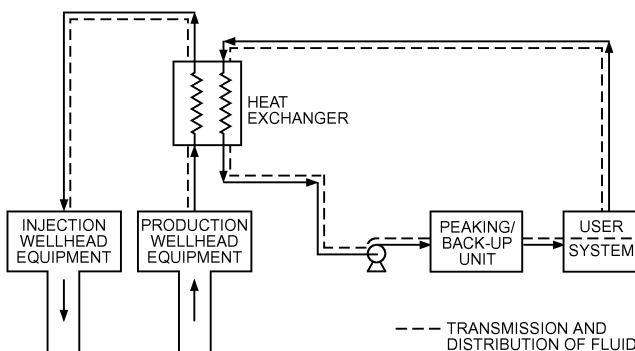 HEAT
EXCHANGER
INJECTION
WELLHEAD
EQUIPMENT
PRODUCTION
WELLHEAD
EQUIPMENT
PEAKING/
BACK-UP
UNIT
USER
SYSTEM
TRANSMISSION AND
DISTRIBUTION OF FLUID